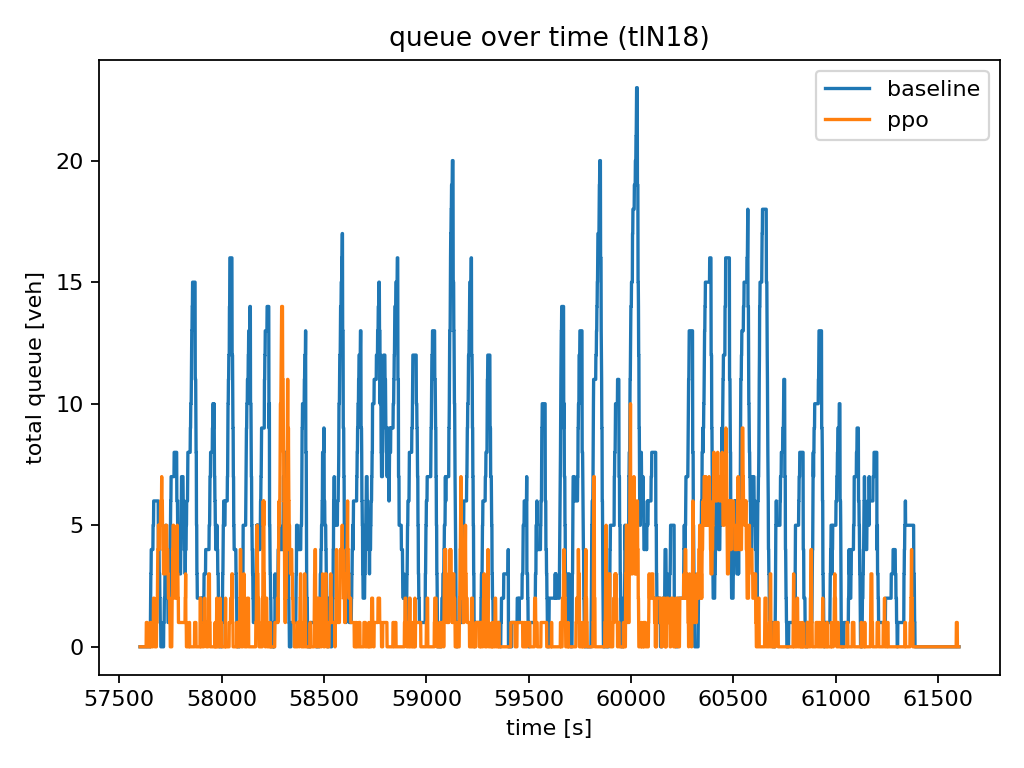 queue over time (tlN18)
baseline
ppo
total queue [veh]
20
15
10
5
0
57500 58000 58500 59000 59500 60000 60500 61000 61500
time [s]